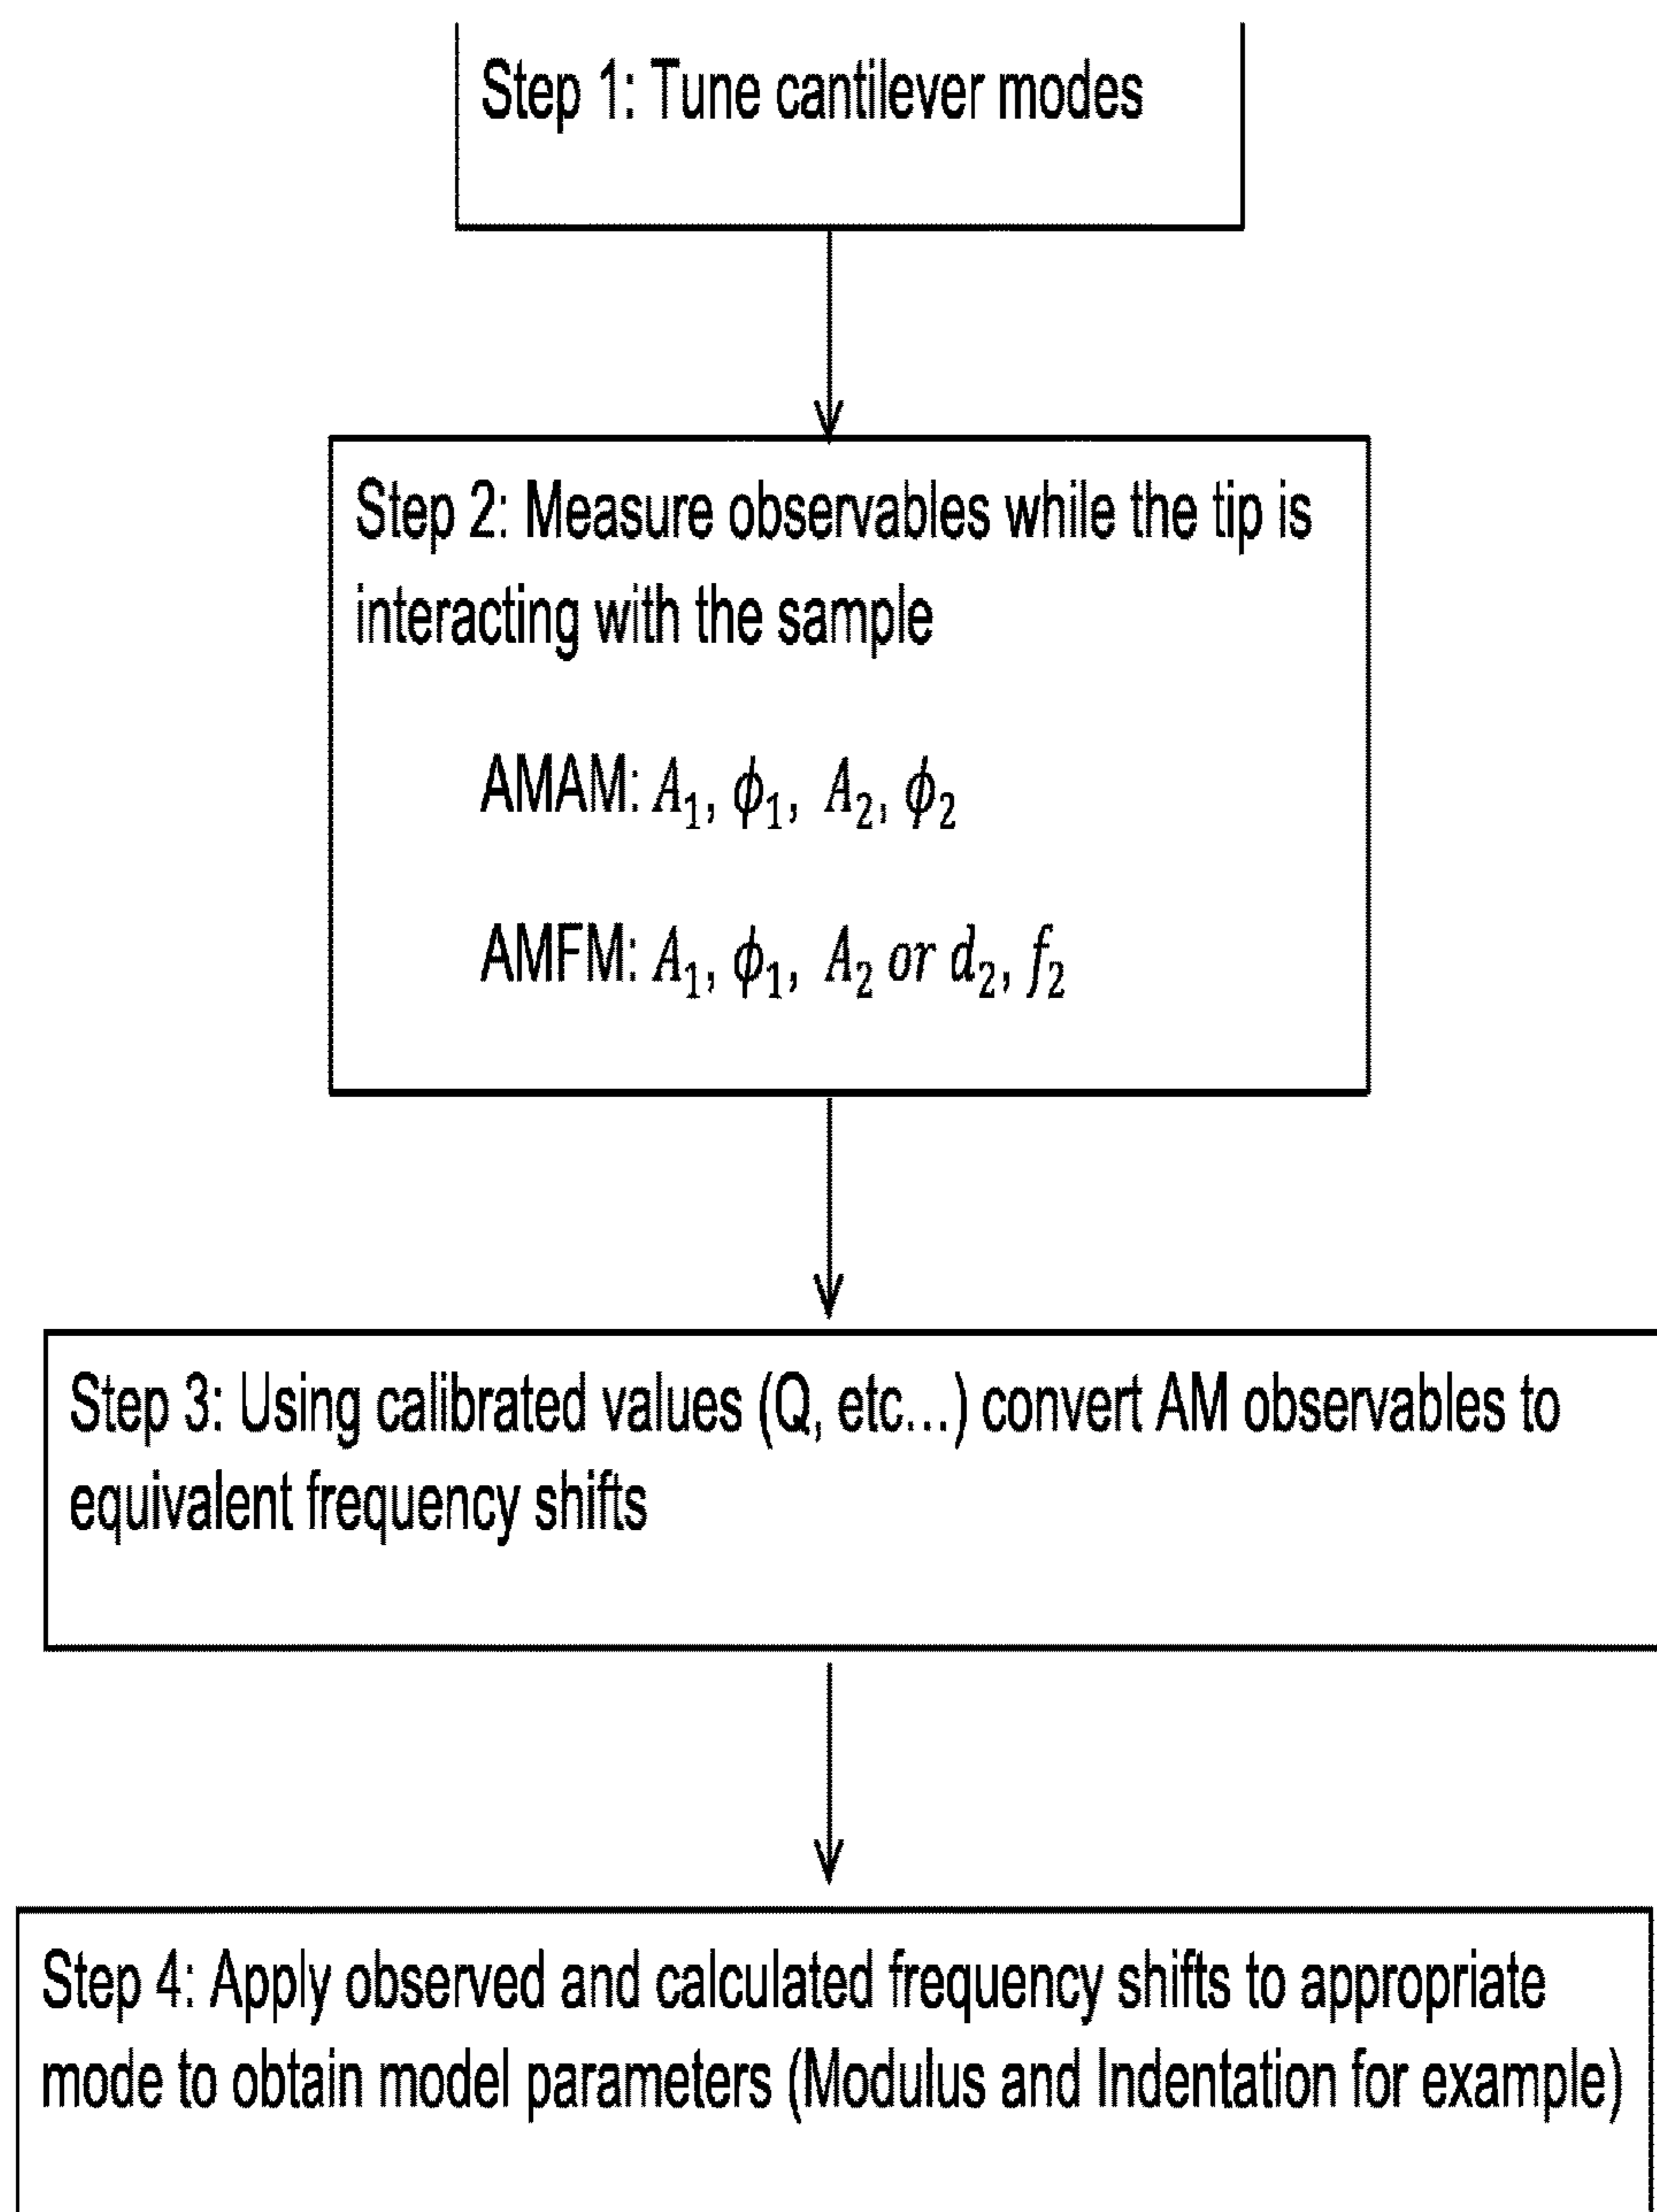 Step 1: Tune cantilever modes
Step 2: Measure observables while the tip is
interacting with the sample
AMAM: A₁, ϕ₁, A₂, ϕ₂
AMFM: A₁, ϕ₁, A₂ or d₂, f₂
Step 3: Using calibrated values (Q, etc...) convert AM observables to
equivalent frequency shifts
Step 4: Apply observed and calculated frequency shifts to appropriate
mode to obtain model parameters (Modulus and Indentation for example)